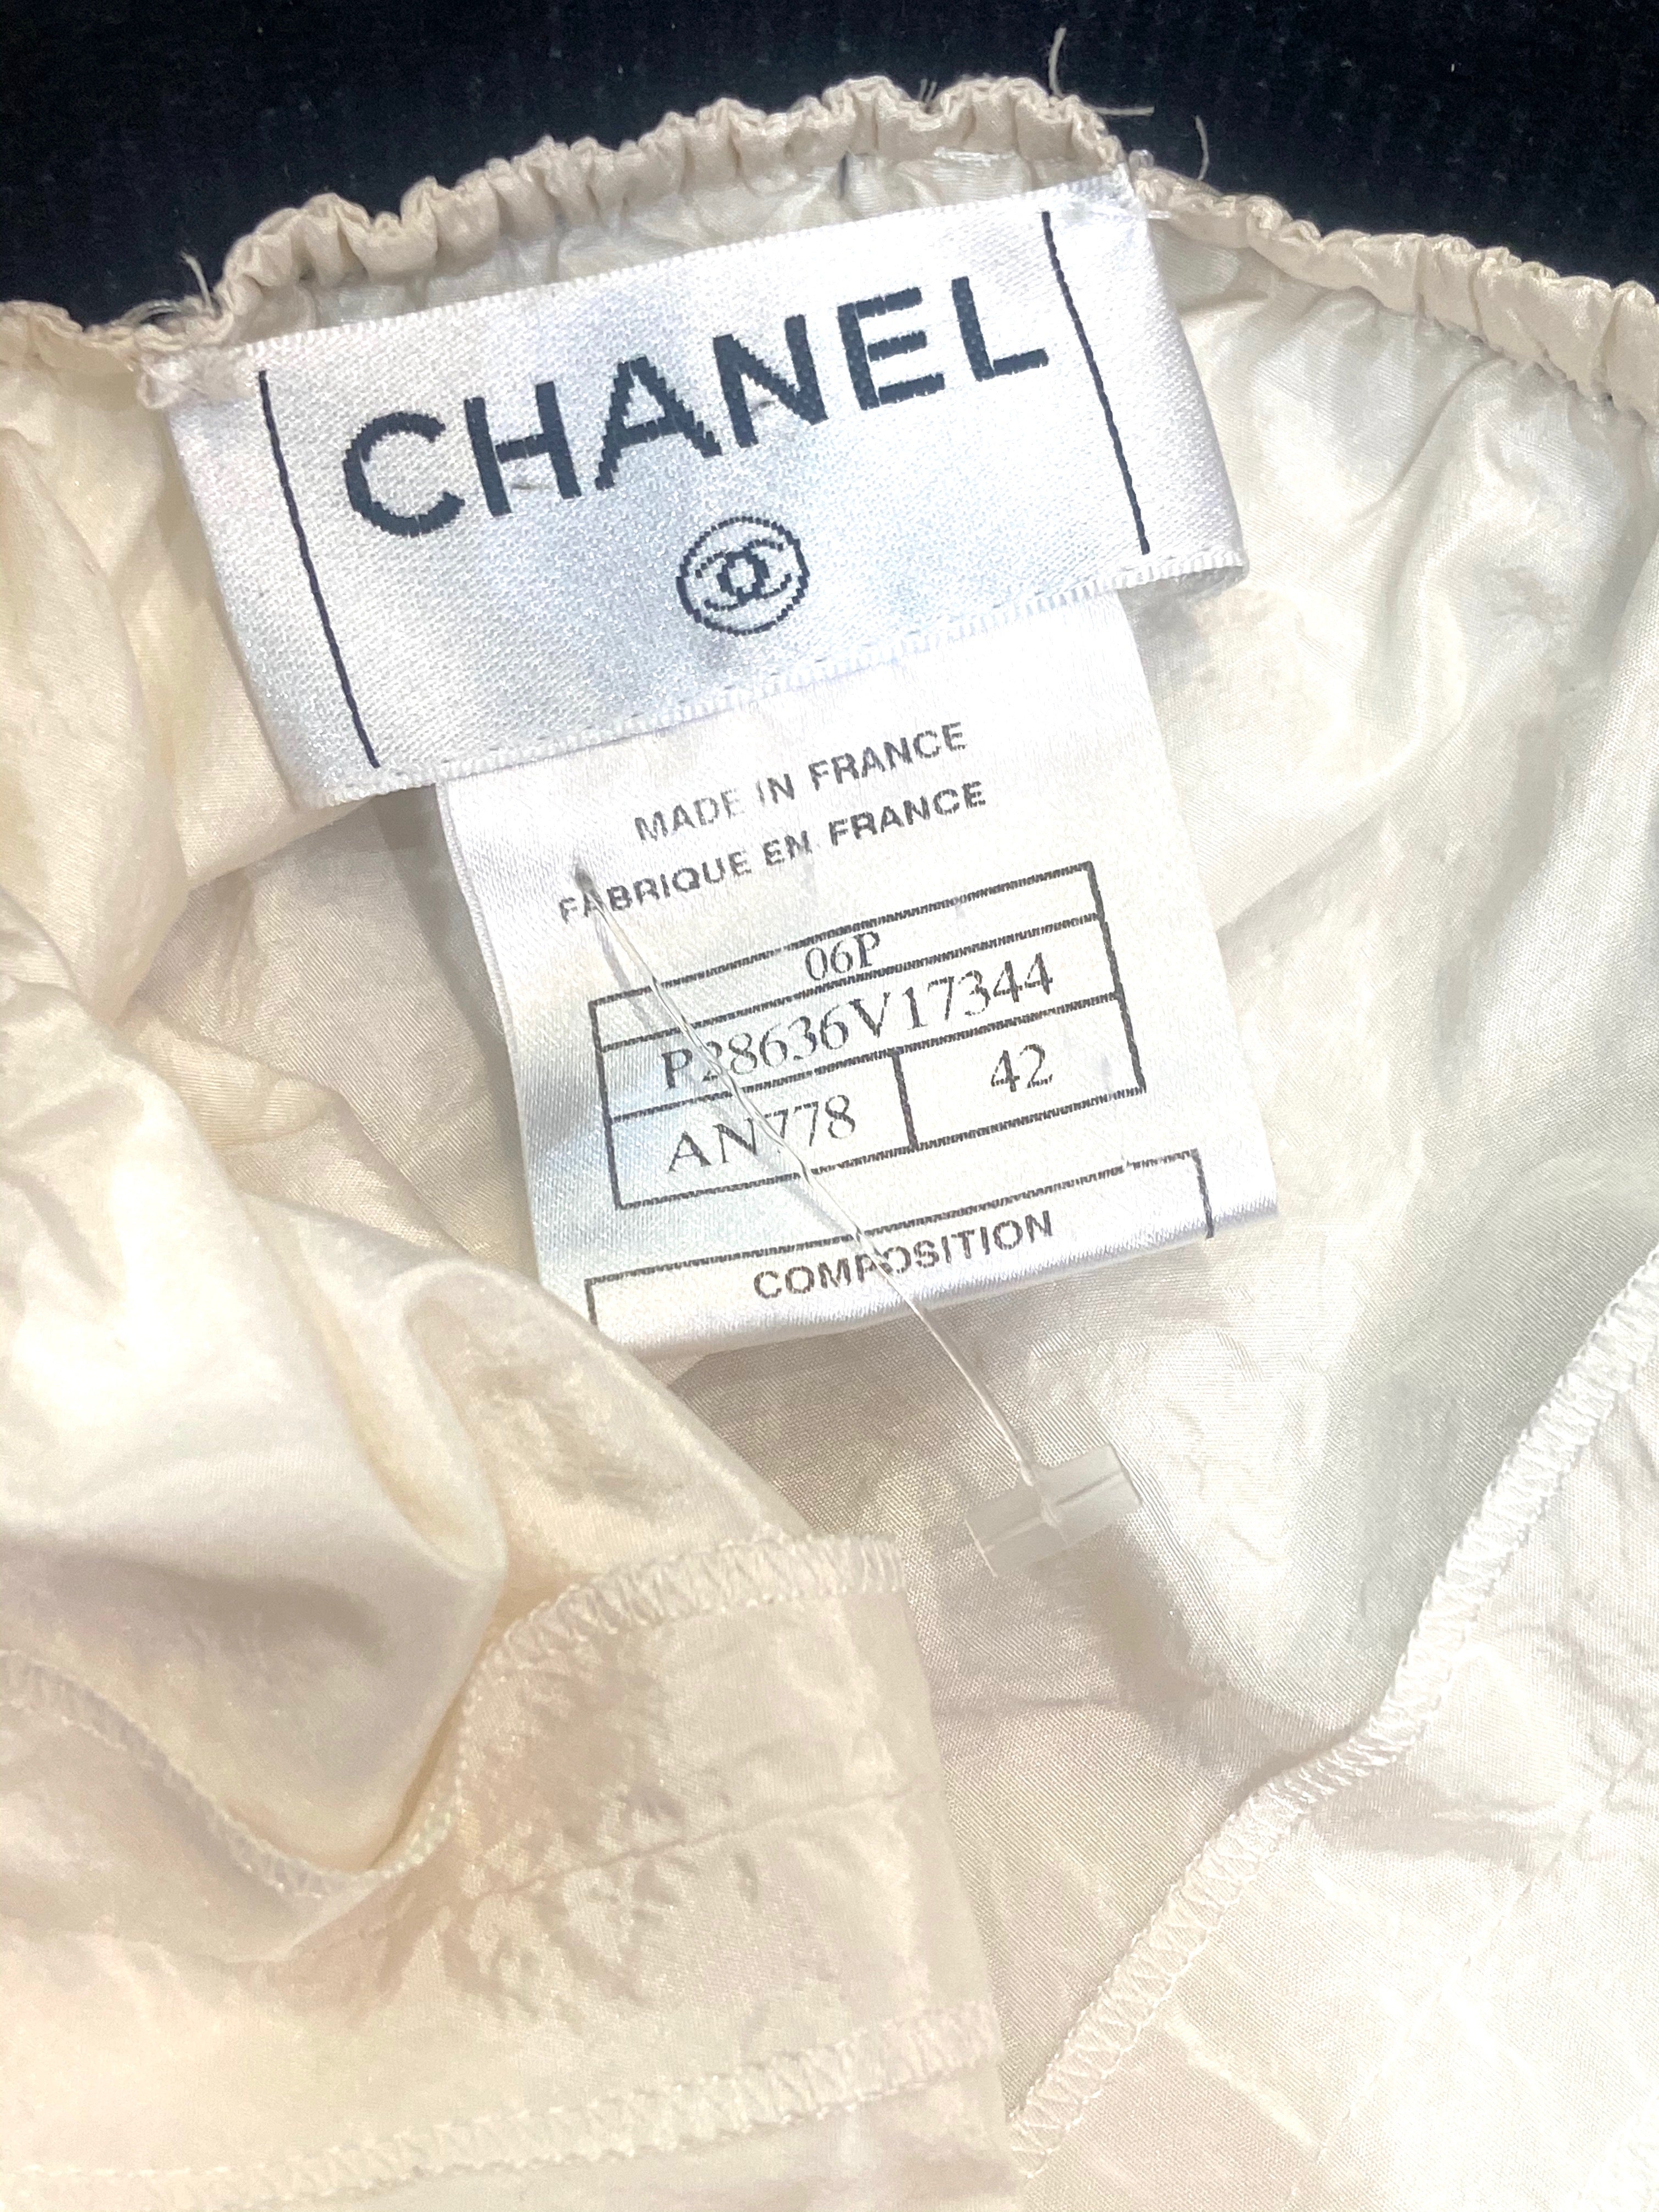 CHANEL
MADE IN FRANCE
FABRIQUE EN FRANCE
06P
P28636V17344
AN778 42
COMPOSITION